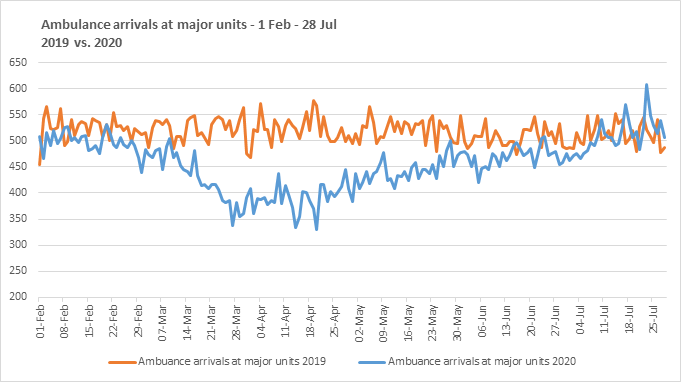 Ambulance arrivals at major units - 1 Feb - 28 Jul
2019 vs. 2020
650
600
550
500
450
400
350
300
250
200
01-Feb
08-Feb
15-Feb
22-Feb
29-Feb
07-Mar
14-Mar
21-Mar
28-Mar
04-Apr
11-Apr
18-Apr
25-Apr
02-May
09-May
16-May
23-May
30-May
06-Jun
13-Jun
20-Jun
27-Jun
04-Jul
11-Jul
18-Jul
25-Jul
Ambuance arrivals at major units 2019
Ambuance arrivals at major units 2020